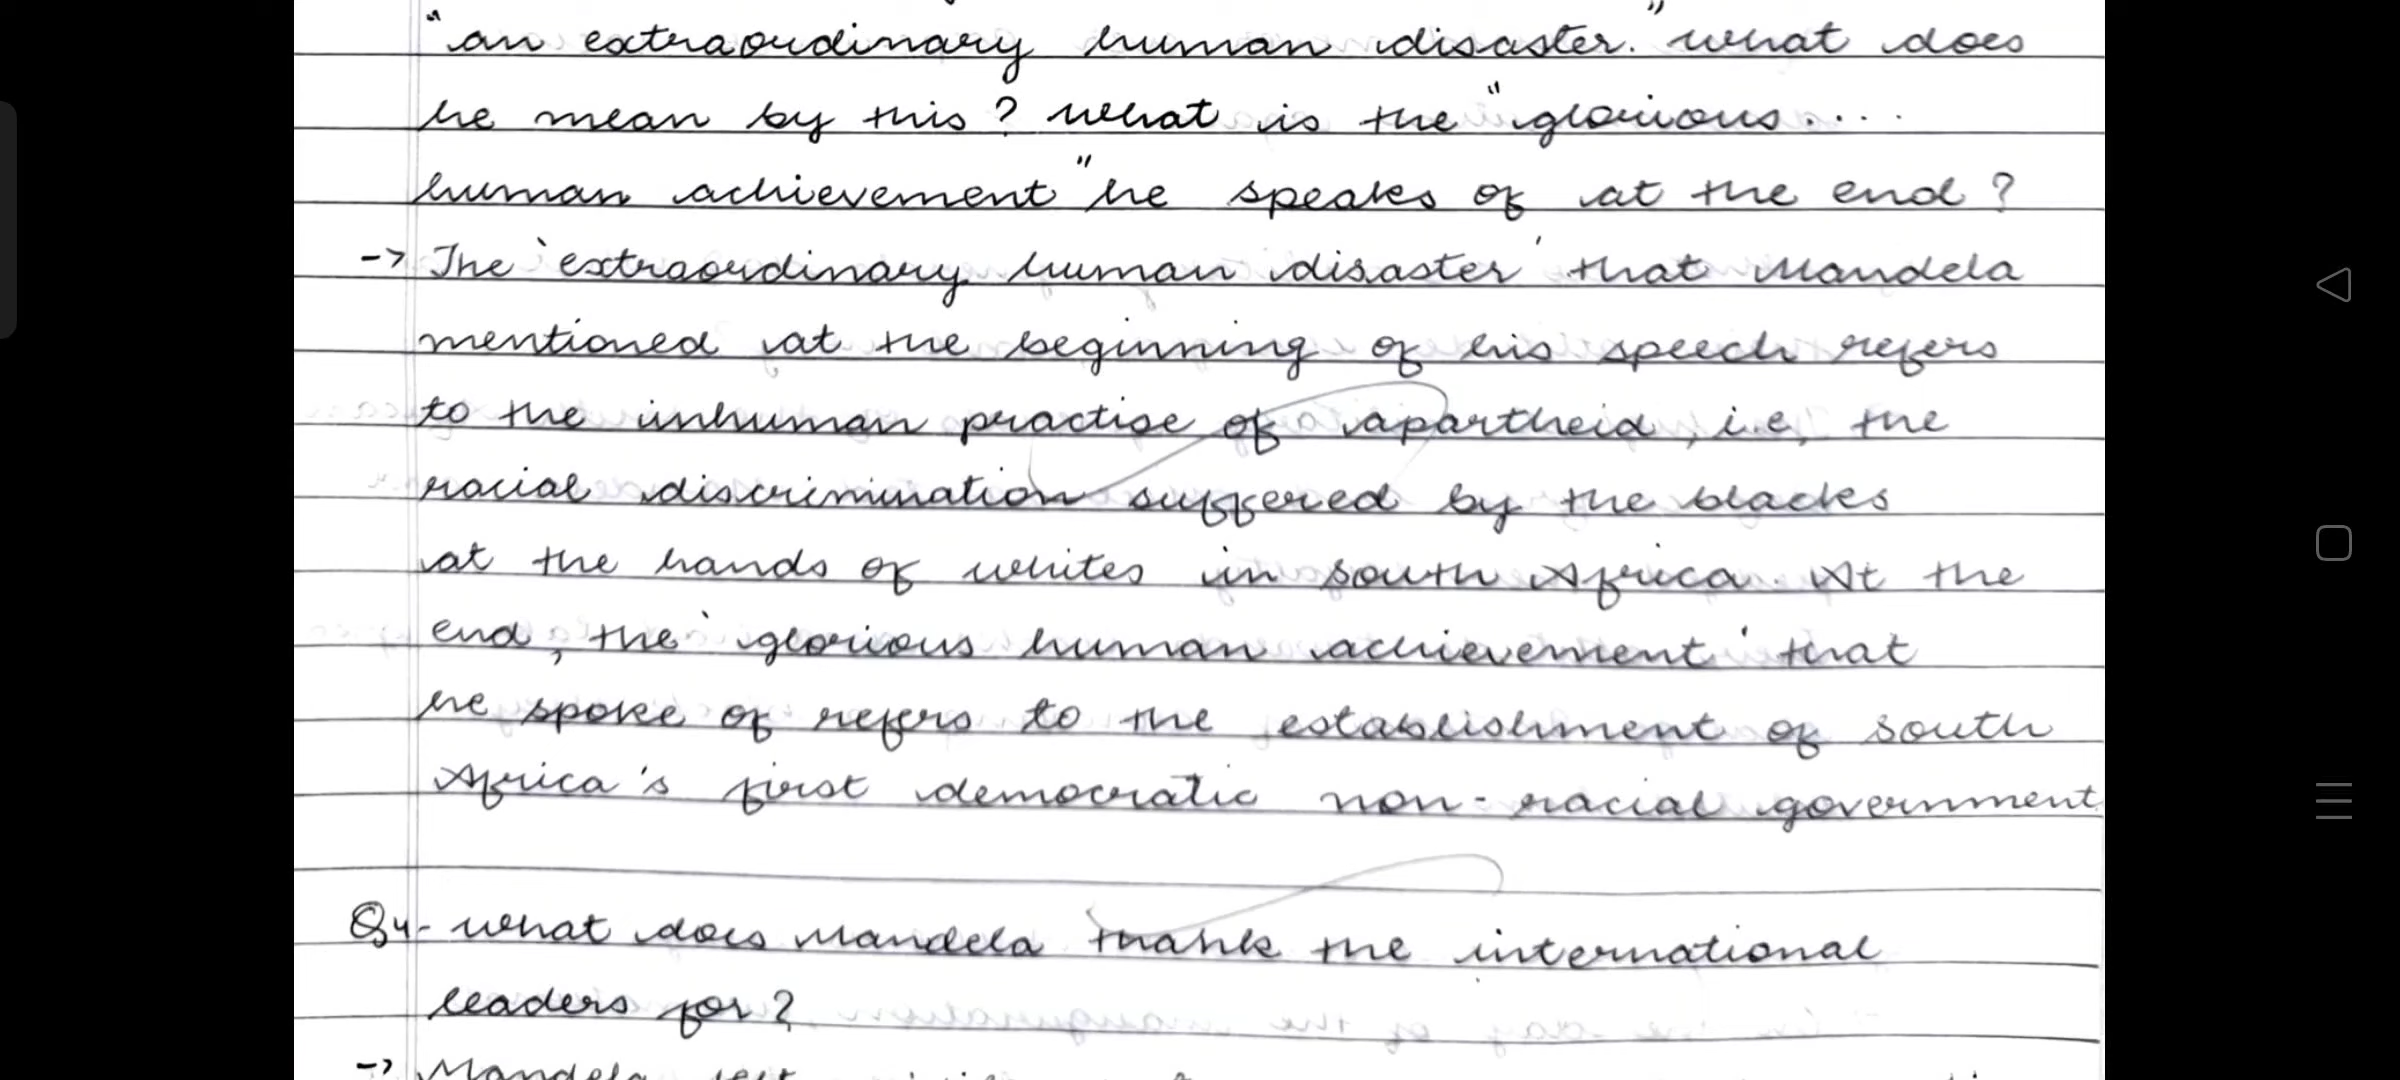 "an extraordinary human disaster." what does
he mean by this? what is the "glorious....
human achievement" he speaks of at the end?
-> The 'extraordinary human disaster' that Mandela
mentioned at the beginning of his speech refers
to the inhuman practise of apartheid, i.e, the
racial discrimination suffered by the blacks
at the hands of whites in south Africa. At the
end, the 'glorious human achievement' that
he spoke of refers to the establishment of south
Africa's first democratic non-racial government.
Q4- what does Mandela thank the international
leaders for?
-> Mandela